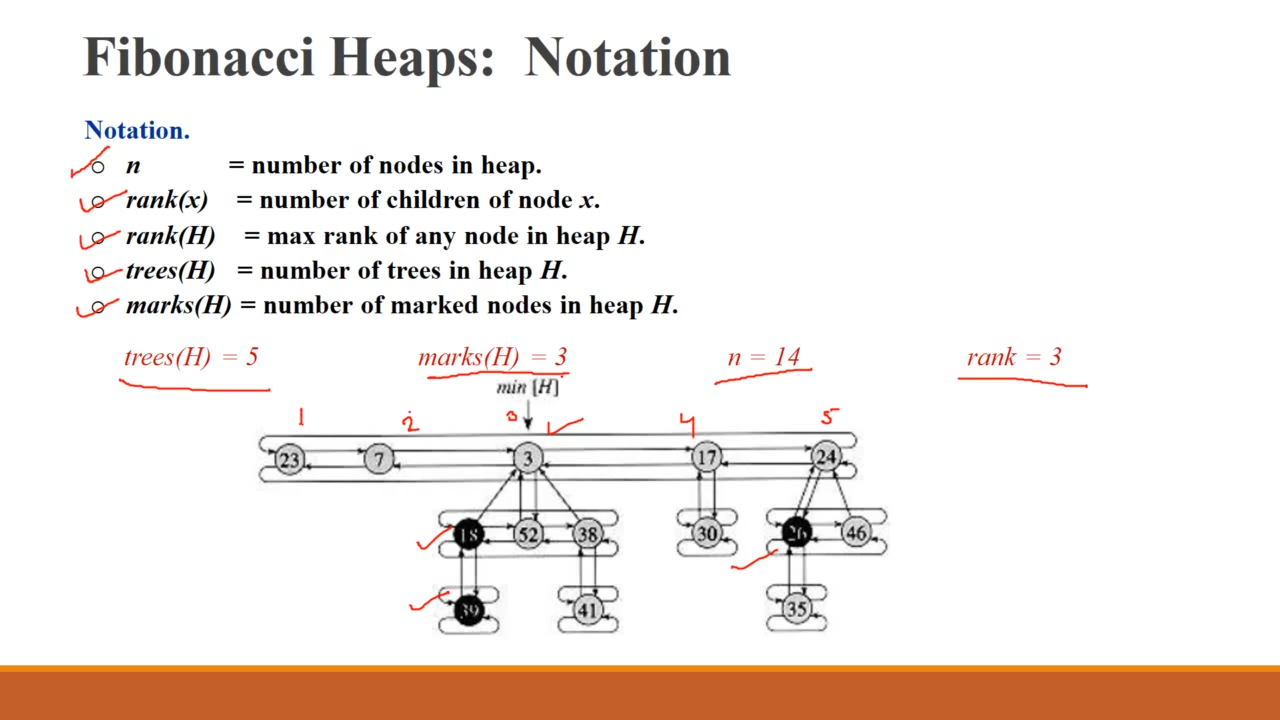 Fibonacci Heaps: Notation
Notation.
n = number of nodes in heap.
rank(x) = number of children of node x.
rank(H) = max rank of any node in heap H.
trees(H) = number of trees in heap H.
marks(H) = number of marked nodes in heap H.
trees(H) = 5 marks(H) = 3 n = 14 rank = 3
min [H]
1 2 3 4 5
23 7 3 17 24
18 52 38 30 26 46
39 41 35